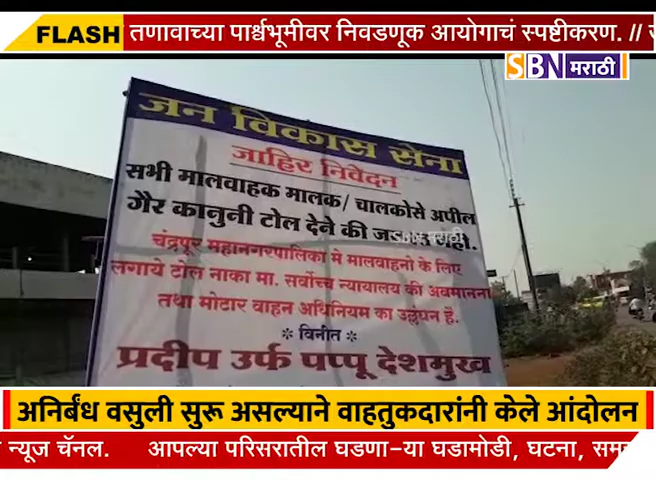 FLASH तणावाच्या पार्श्वभूमीवर निवडणूक आयोगाचं स्पष्टीकरण. //
SBN मराठी
जन विकास सेना
जाहिर निवेदन
सभी मालवाहक मालक/ चालकोसे अपील
गैर कानुनी टोल देने की
चंद्रपूर महानगरपालिका मे मालवाहनो के लिए
लगाये टोल नाका मा. सर्वोच्च न्यायालय की अवमानना
तथा मोटार वाहन अधिनियम का उल्लंघन है.
* विनीत *
प्रदीप उर्फ पप्पू देशमुख
अनिर्बंध वसुली सुरू असल्याने वाहतुकदारांनी केले आंदोलन
न्यूज चॅनल. आपल्या परिसरातील घडणा-या घडामोडी, घटना,